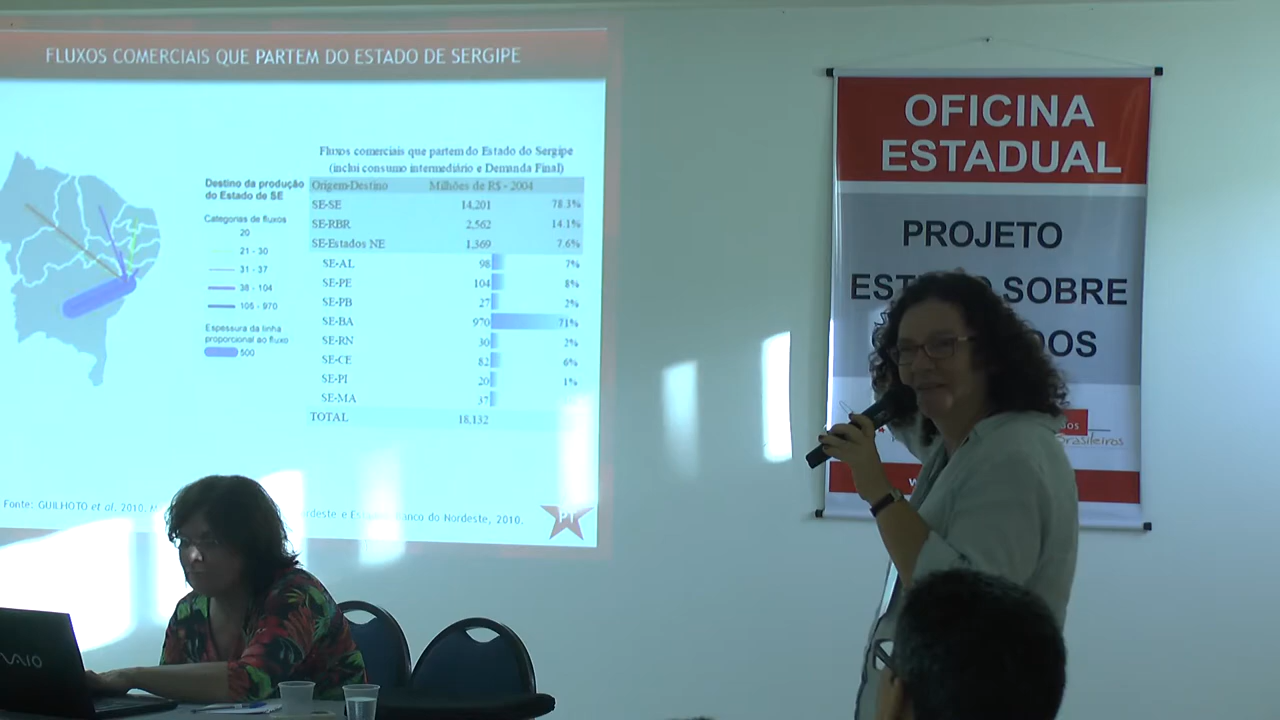 FLUXOS COMERCIAIS QUE PARTEM DO ESTADO DE SERGIPE
Destino da produção
do Estado de SE
Categorias de fluxos
20
21 - 30
31 - 37
38 - 104
105 - 970
Espessura da linha
proporcional ao fluxo
500
Fluxos comerciais que partem do Estado do Sergipe
(inclui consumo intermediário e Demanda Final)
Origem-Destino Milhões de R$ - 2004
SE-SE 14,201 78.3%
SE-RBR 2,562 14.1%
SE-Estados NE 1,369 7.6%
SE-AL 98 7%
SE-PE 104 8%
SE-PB 27 2%
SE-BA 970 71%
SE-RN 30 2%
SE-CE 82 6%
SE-PI 20 1%
SE-MA 37
TOTAL 18,132
Fonte: GUILHOTO et al. 2010.
do Nordeste, 2010.
PT
OFICINA
ESTADUAL
PROJETO
SOBRE
Brasileiros
VAIO